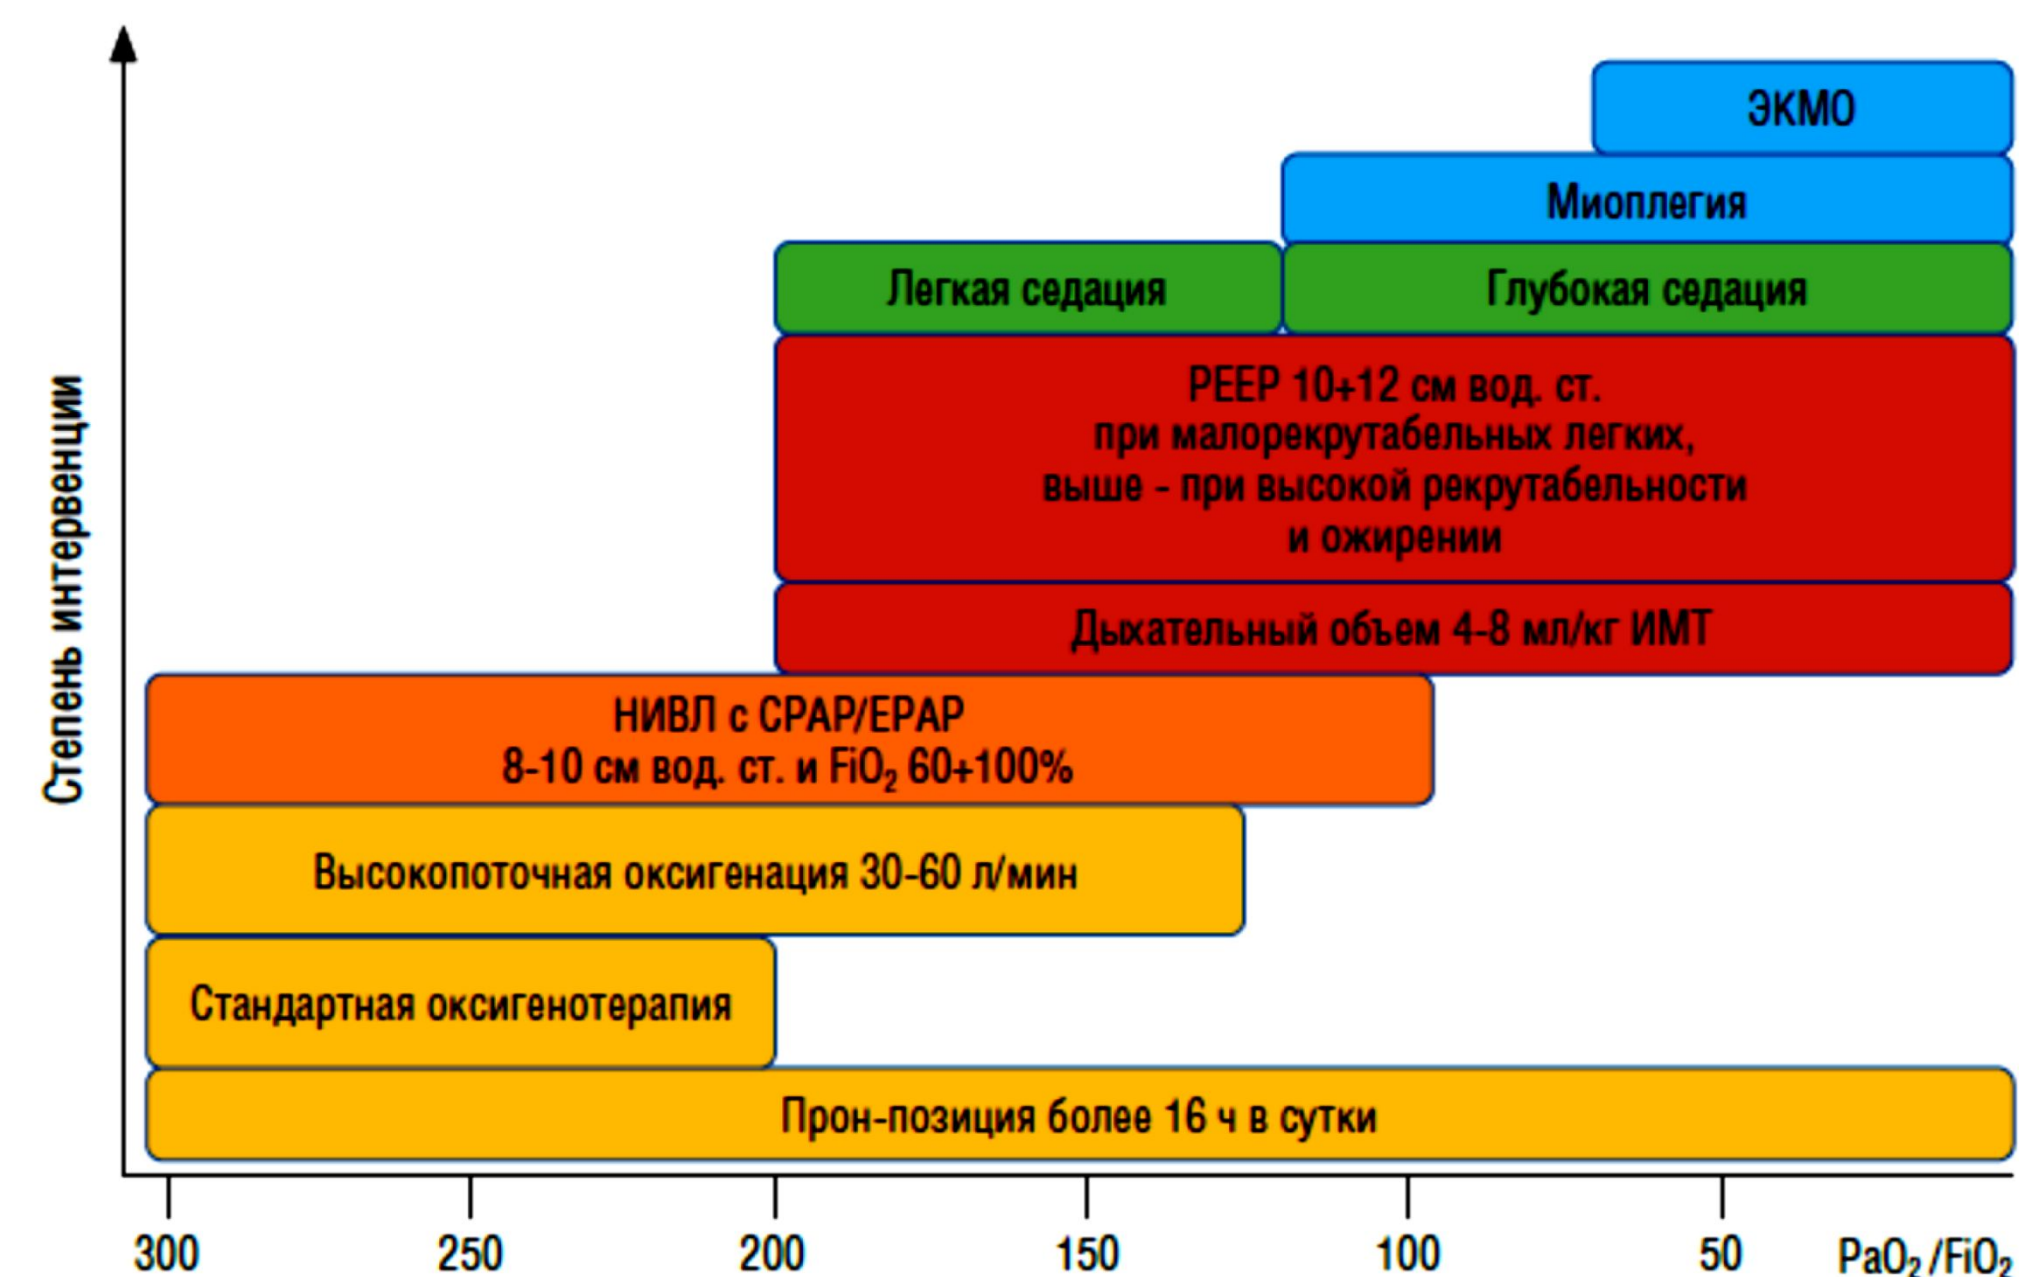 ЭКМО
Миоплегия
Легкая седация
Глубокая седация
PEEP 10+12 см вод. ст.
при малорекрутабельных легких,
выше - при высокой рекрутабельности
и ожирении
Дыхательный объем 4-8 мл/кг ИМТ
НИВЛ с CPAP/EPAP
8-10 см вод. ст. и FiO₂ 60+100%
Высокопоточная оксигенация 30-60 л/мин
Стандартная оксигенотерапия
Прон-позиция более 16 ч в сутки
Степень интервенции
300 250 200 150 100 50 PaO₂/FiO₂